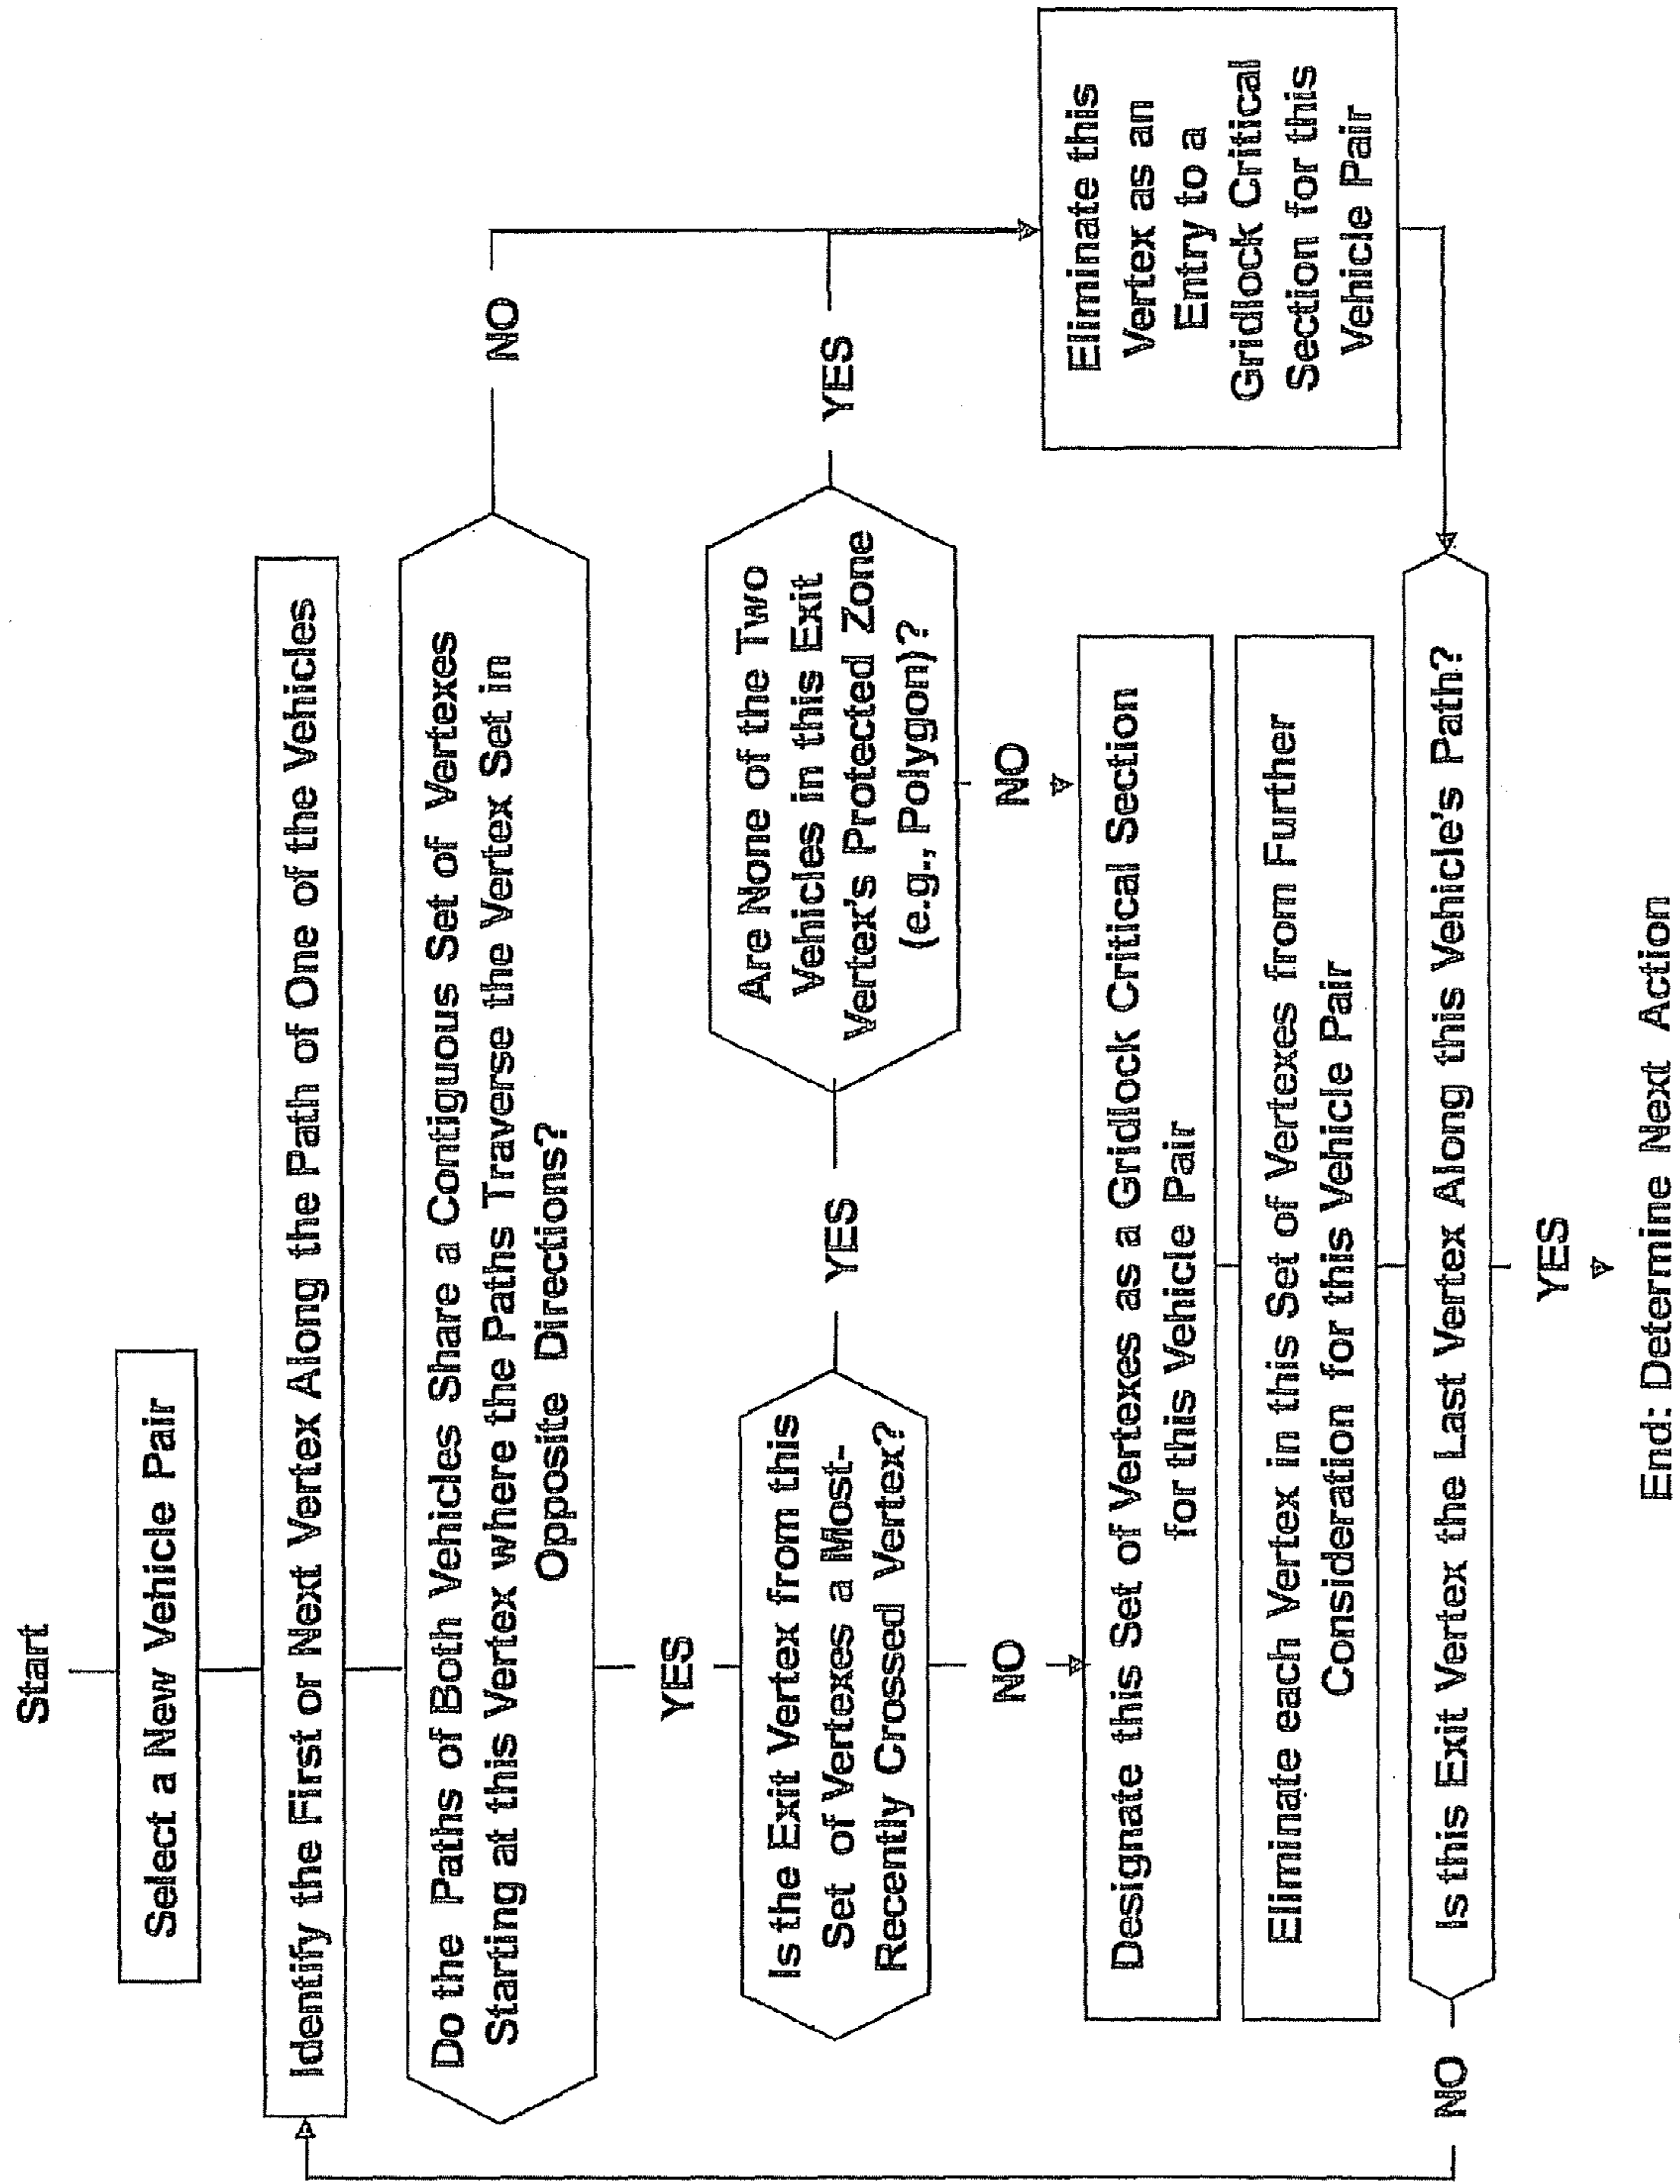 Start
Select a New Vehicle Pair
Identify the First or Next Vertex Along the Path of One of the Vehicles
Do the Paths of Both Vehicles Share a Contiguous Set of Vertexes
Starting at this Vertex where the Paths Traverse the Vertex Set in
Opposite Directions?
NO
YES
Is the Exit Vertex from this
Set of Vertexes a Most-
Recently Crossed Vertex?
YES
Are None of the Two
Vehicles in this Exit
Vertex's Protected Zone
(e.g., Polygon)?
YES
NO
NO
Eliminate this
Vertex as an
Entry to a
Gridlock Critical
Section for this
Vehicle Pair
Designate this Set of Vertexes as a Gridlock Critical Section
for this Vehicle Pair
Eliminate each Vertex in this Set of Vertexes from Further
Consideration for this Vehicle Pair
Is this Exit Vertex the Last Vertex Along this Vehicle's Path?
NO
YES
End: Determine Next Action